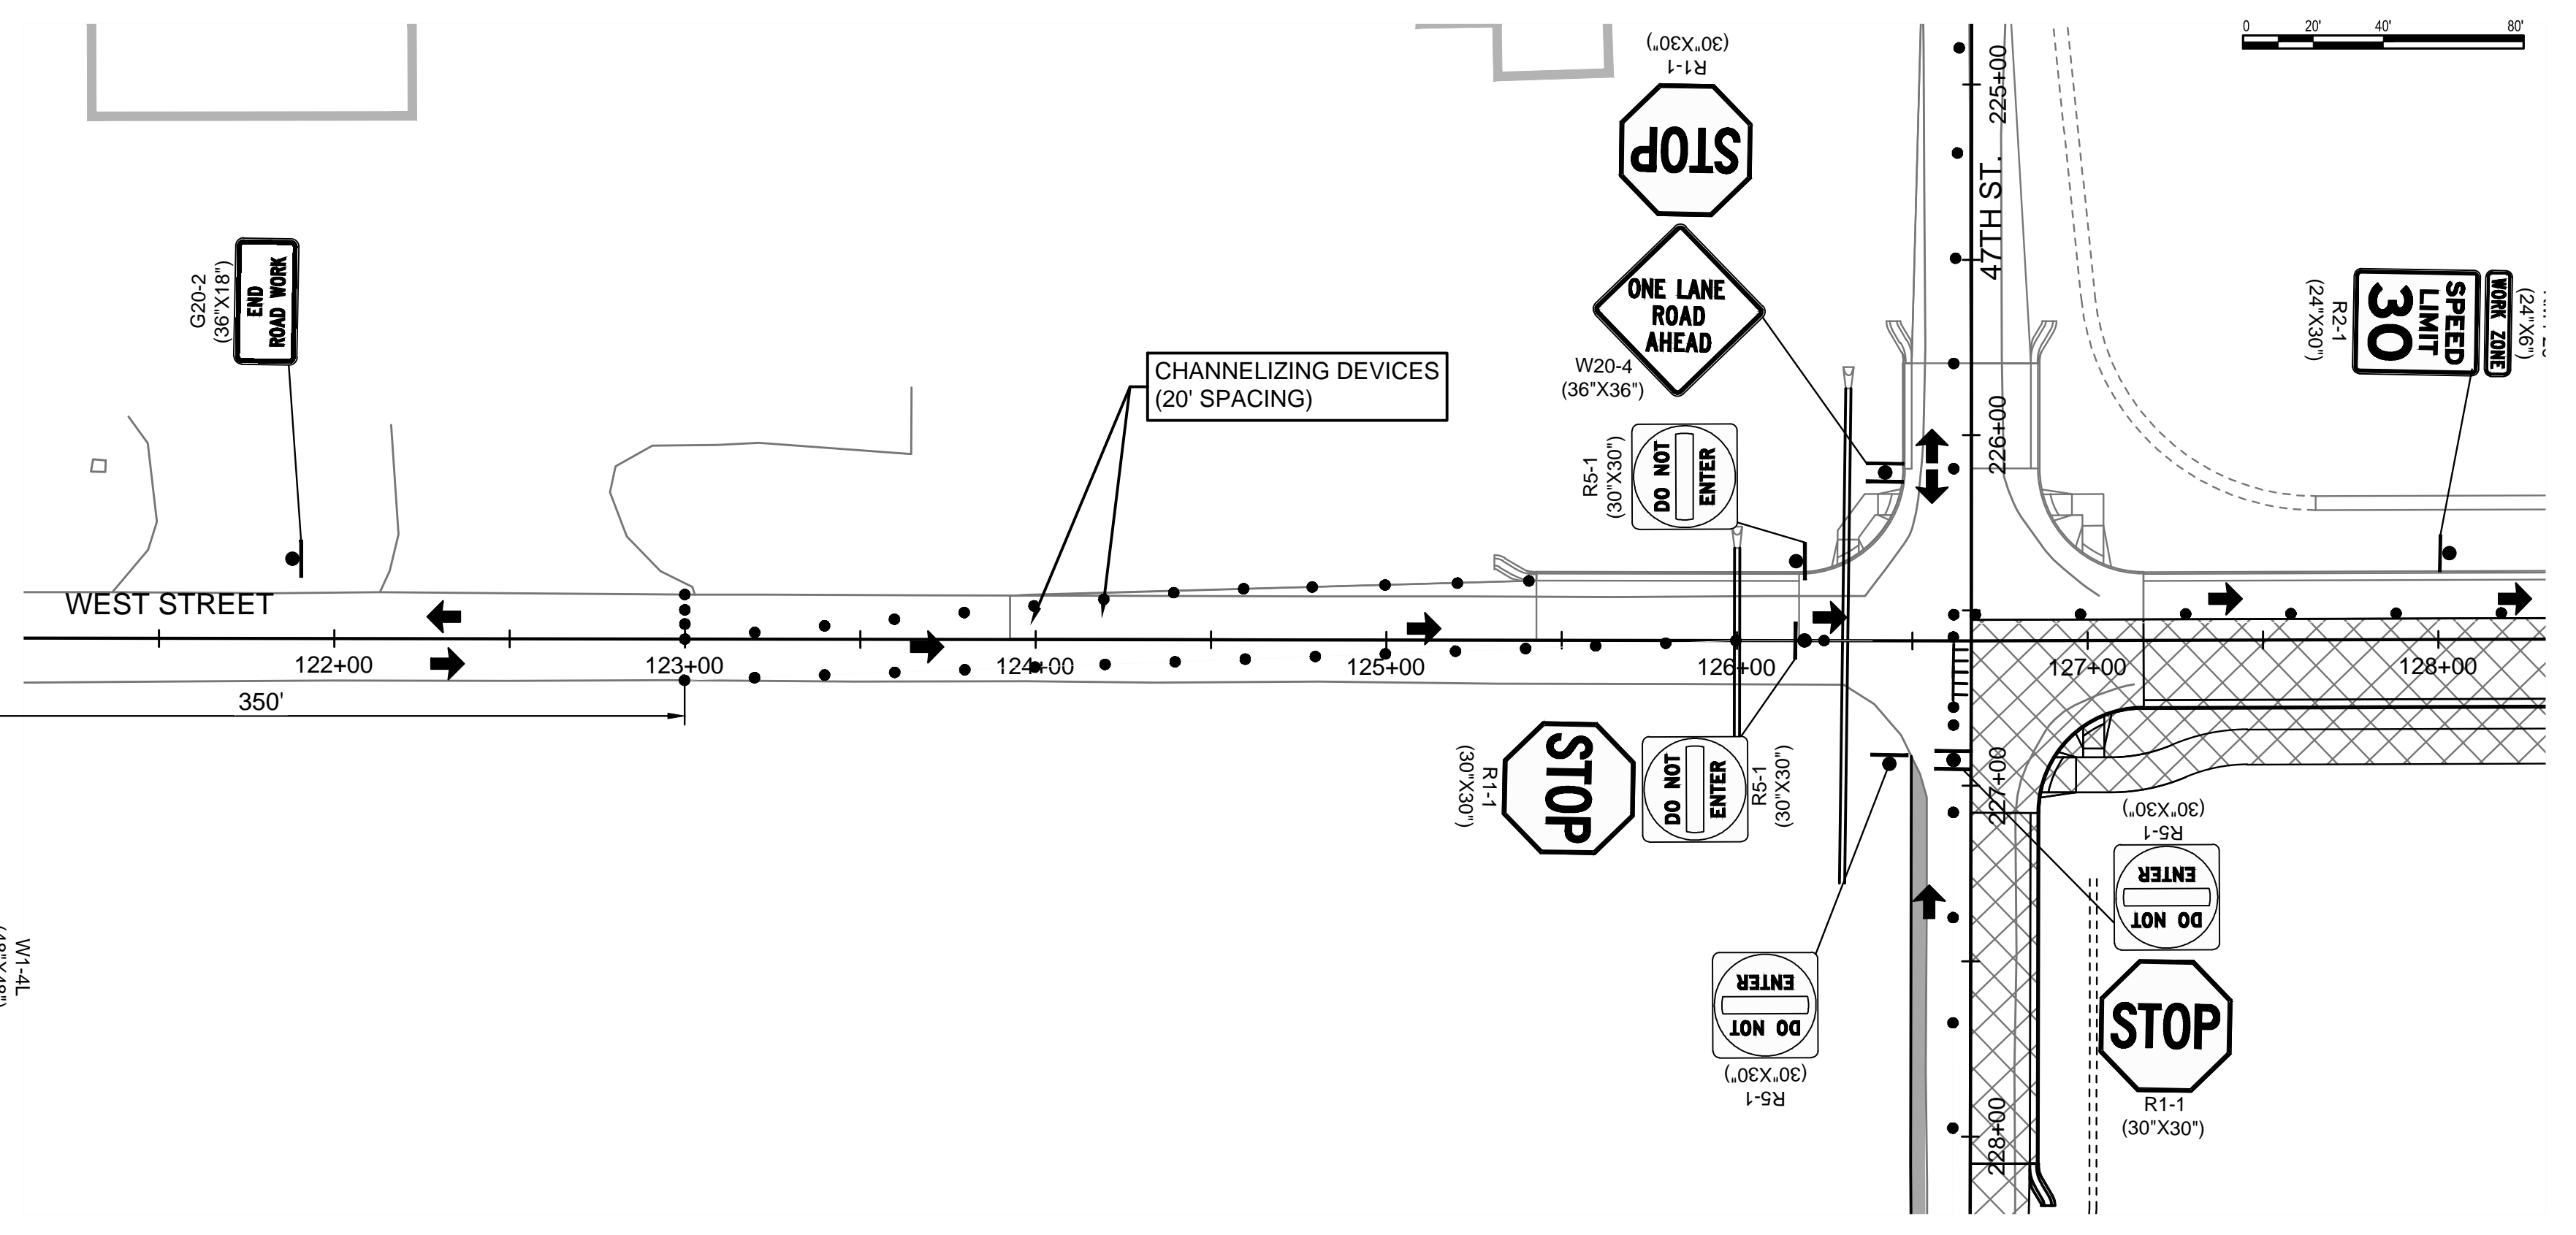 0 20' 40' 80'
(30"X30")
R1-1
STOP
225+00
47TH ST.
226+00
227+00
228+00
ONE LANE
ROAD
AHEAD
W20-4
(36"X36")
G20-2
(36"X18")
END
ROAD WORK
CHANNELIZING DEVICES
(20' SPACING)
R5-1
(30"X30")
DO NOT
ENTER
WORK ZONE
(24"X6")
SPEED
LIMIT
30
R2-1
(24"X30")
WEST STREET
122+00
123+00
124+00
125+00
126+00
127+00
128+00
350'
STOP
R1-1
(30"X30")
DO NOT
ENTER
R5-1
(30"X30")
DO NOT
ENTER
R5-1
(30"X30")
DO NOT
ENTER
R5-1
(30"X30")
STOP
R1-1
(30"X30")
W1-4L